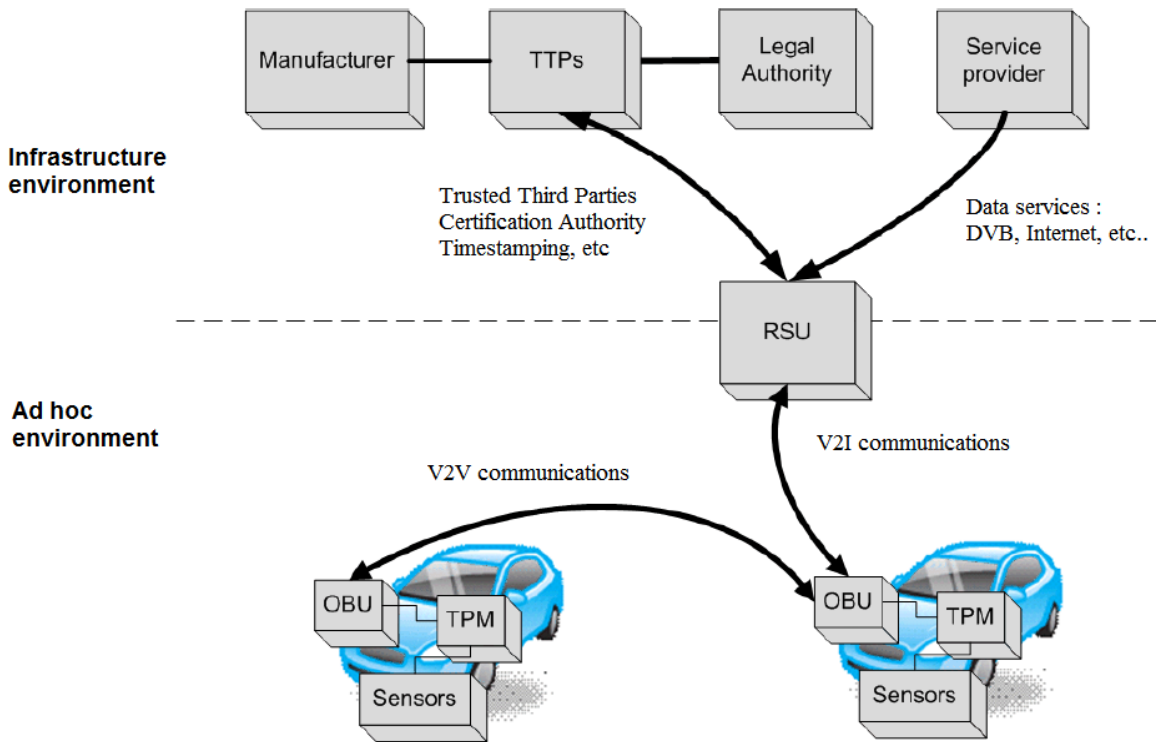 Manufacturer
TTPs
Legal
Authority
Service
provider
Infrastructure
environment
Trusted Third Parties
Certification Authority
Timestamping, etc
Data services :
DVB, Internet, etc..
RSU
Ad hoc
environment
V2I communications
V2V communications
OBU
TPM
Sensors
OBU
TPM
Sensors